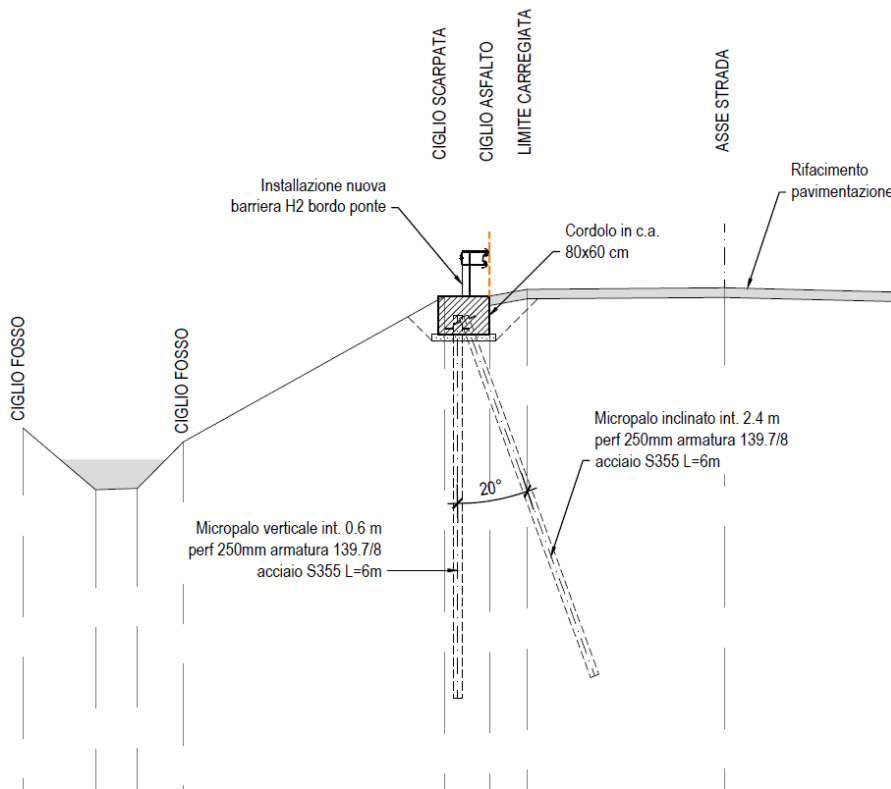 CIGLIO SCARPATA
CIGLIO ASFALTO
LIMITE CARREGIATA
ASSE STRADA
Installazione nuova
barriera H2 bordo ponte
Rifacimento
pavimentazione
Cordolo in c.a.
80x60 cm
CIGLIO FOSSO
CIGLIO FOSSO
Micropalo inclinato int. 2.4 m
perf 250mm armatura 139.7/8
acciaio S355 L=6m
20°
Micropalo verticale int. 0.6 m
perf 250mm armatura 139.7/8
acciaio S355 L=6m